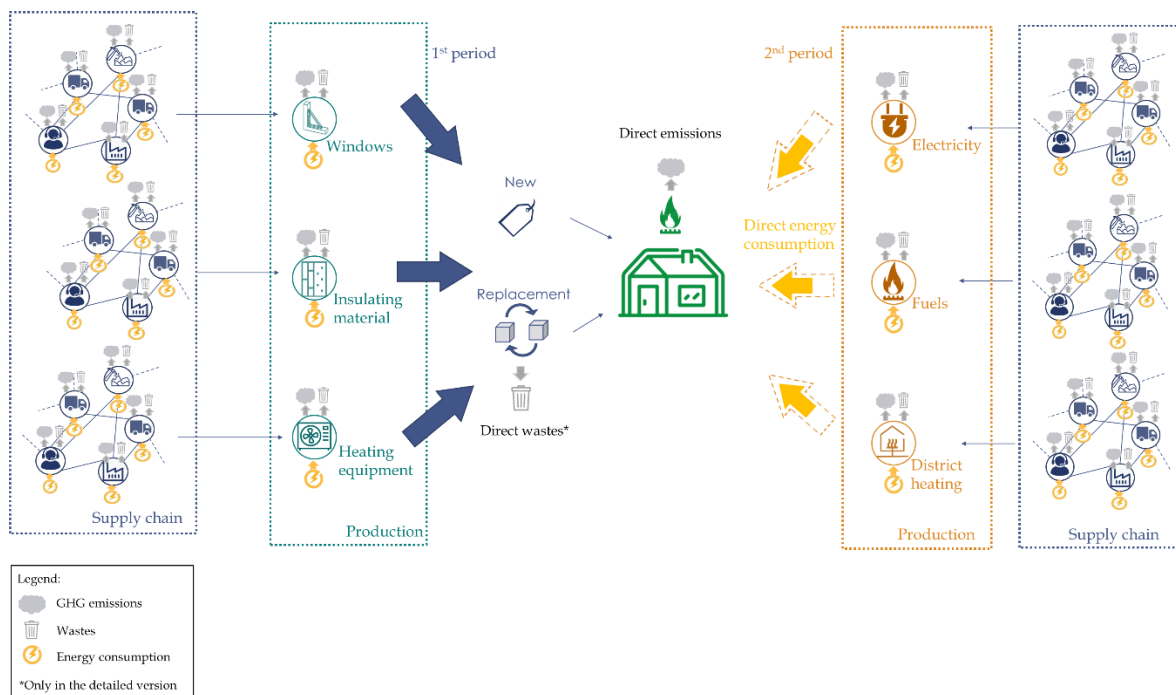 1st period
2nd period
Windows
Insulating
material
Heating
equipment
Supply chain
Production
New
Replacement
Direct wastes*
Direct emissions
Direct energy
consumption
Electricity
Fuels
District
heating
Production
Supply chain
Legend:
GHG emissions
Wastes
Energy consumption
*Only in the detailed version